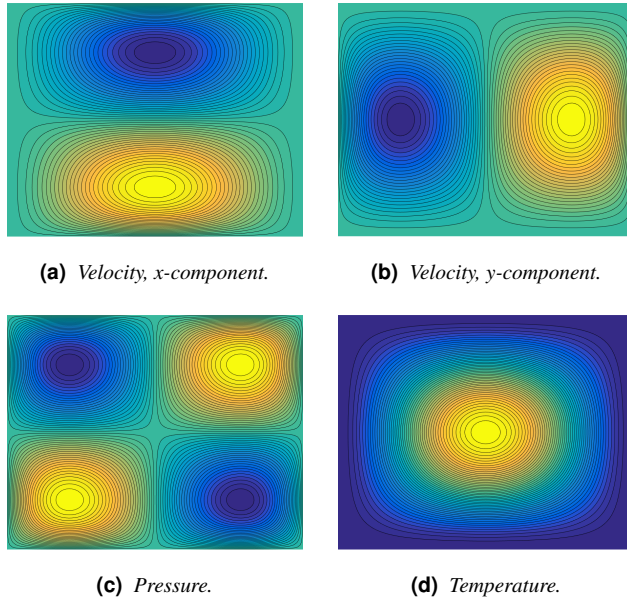 (a) Velocity, x-component.
(b) Velocity, y-component.
(c) Pressure.
(d) Temperature.